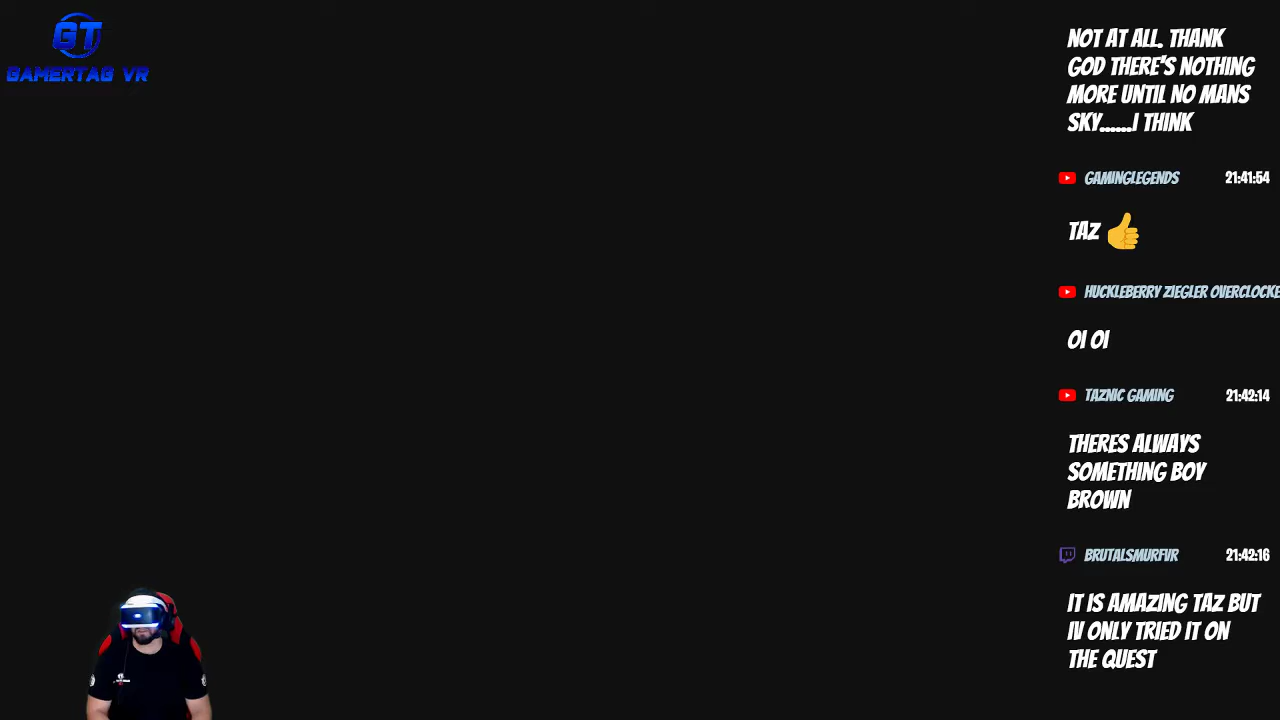 GT
GAMERTAG VR
NOT AT ALL. THANK
GOD THERE'S NOTHING
MORE UNTIL NO MANS
SKY......I THINK
GAMINGLEGENDS 21:41:54
TAZ 👍
HUCKLEBERRY ZIEGLER OVERCLOCKE
OI OI
TAZNIC GAMING 21:42:14
THERES ALWAYS
SOMETHING BOY
BROWN
BRUTALSMURFVR 21:42:16
IT IS AMAZING TAZ BUT
IV ONLY TRIED IT ON
THE QUEST